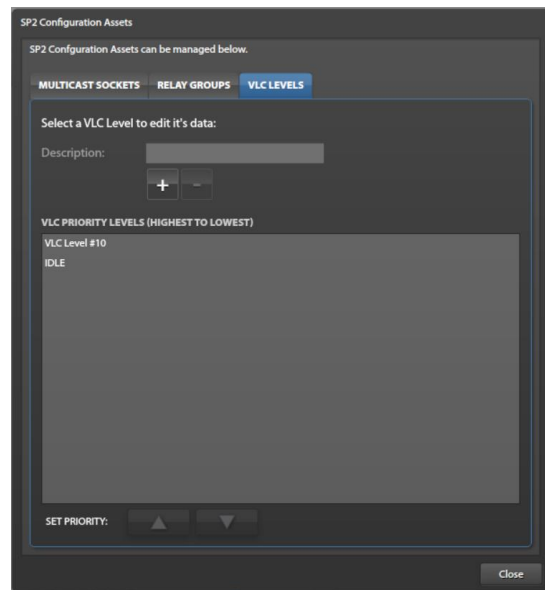 SP2 Configuration Assets
SP2 Confguration Assets can be managed below.
MULTICAST SOCKETS RELAY GROUPS VLC LEVELS
Select a VLC Level to edit it's data:
Description:
+ -
VLC PRIORITY LEVELS (HIGHEST TO LOWEST)
VLC Level #10
IDLE
SET PRIORITY:
Close